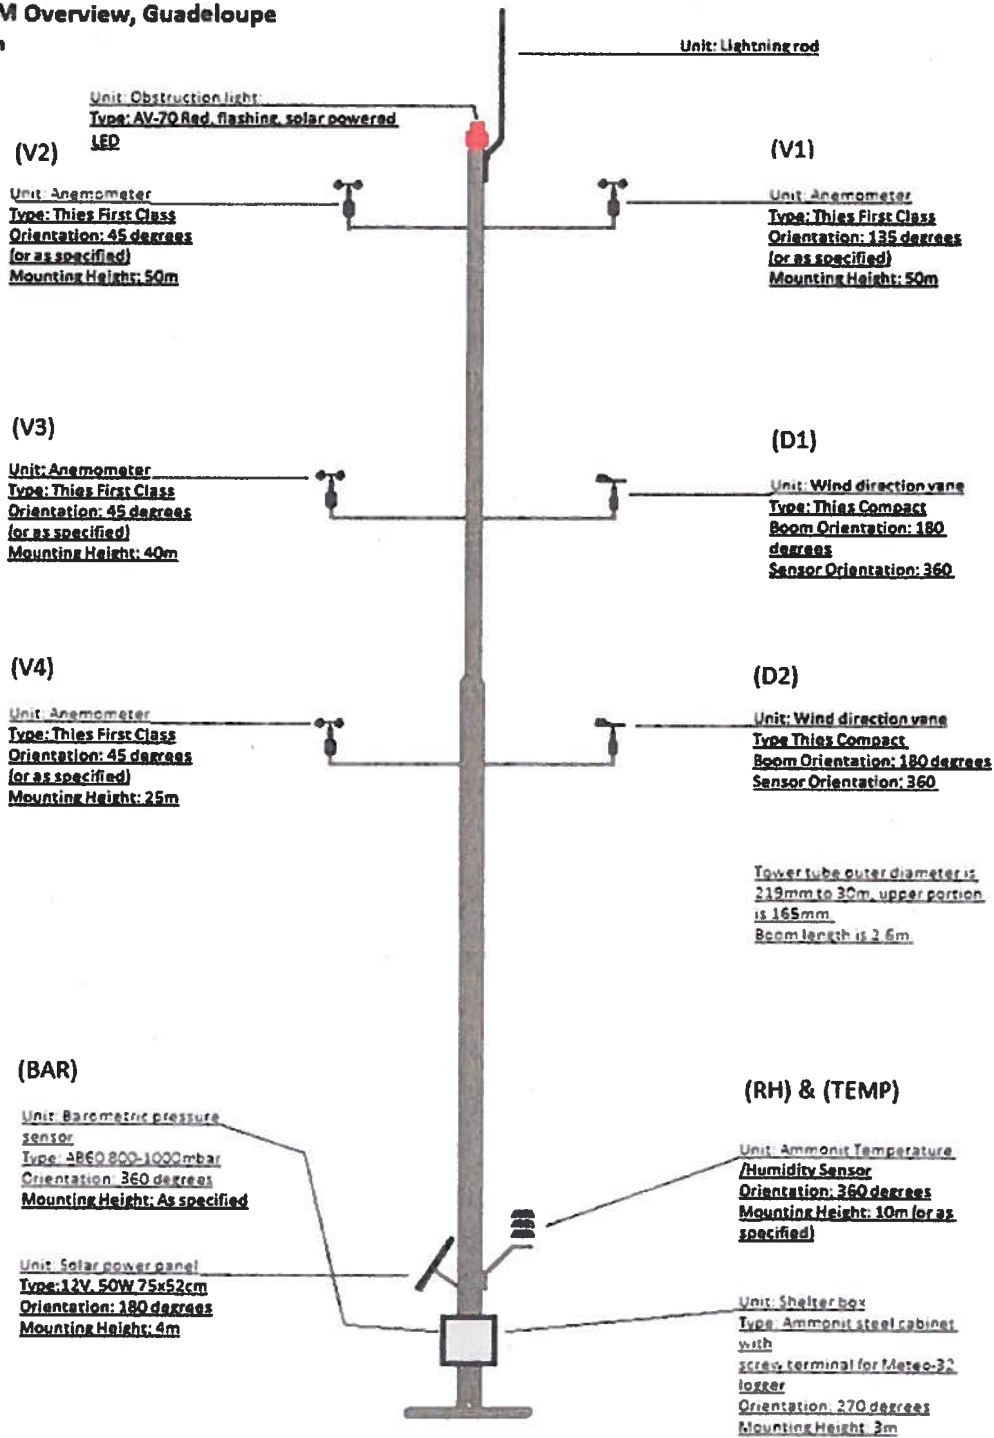 M Overview, Guadeloupe
Unit: Lightning rod
Unit: Obstruction light:
Type: AV-70 Red, flashing, solar powered
LED
(V2)
Unit: Anemometer
Type: Thies First Class
Orientation: 45 degrees
(or as specified)
Mounting Height: 50m
(V1)
Unit: Anemometer
Type: Thies First Class
Orientation: 135 degrees
(or as specified)
Mounting Height: 50m
(V3)
Unit: Anemometer
Type: Thies First Class
Orientation: 45 degrees
(or as specified)
Mounting Height: 40m
(D1)
Unit: Wind direction vane
Type: Thies Compact
Boom Orientation: 180
degrees
Sensor Orientation: 360
(V4)
Unit: Anemometer
Type: Thies First Class
Orientation: 45 degrees
(or as specified)
Mounting Height: 25m
(D2)
Unit: Wind direction vane
Type Thies Compact
Boom Orientation: 180 degrees
Sensor Orientation: 360
Tower tube outer diameter is
219mm to 30m, upper portion
is 165mm
Boom length is 2.6m
(BAR)
Unit: Barometric pressure
sensor
Type: AB60 800-1000mbar
Orientation: 360 degrees
Mounting Height: As specified
(RH) & (TEMP)
Unit: Ammonit Temperature
/Humidity Sensor
Orientation: 360 degrees
Mounting Height: 10m (or as
specified)
Unit: Solar power panel
Type:12V, 50W 75x52cm
Orientation: 180 degrees
Mounting Height: 4m
Unit: Shelter box
Type: Ammonit steel cabinet
with
screw terminal for Meteo-32
logger
Orientation: 270 degrees
Mounting Height: 3m